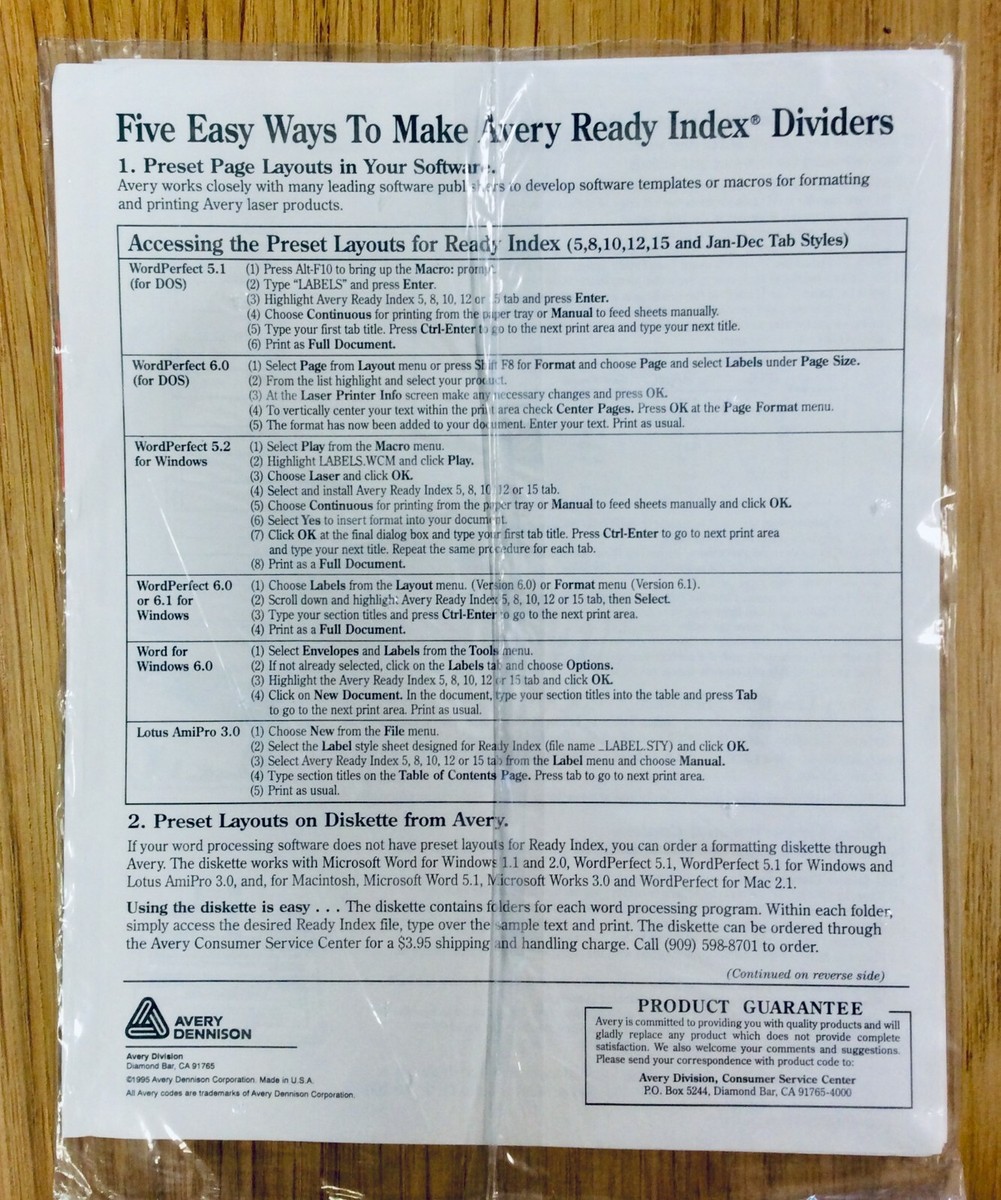 Five Easy Ways To Make Avery Ready Index® Dividers
1. Preset Page Layouts in Your Software.
Avery works closely with many leading software publishers to develop software templates or macros for formatting
and printing Avery laser products.
Accessing the Preset Layouts for Ready Index (5,8,10,12,15 and Jan-Dec Tab Styles)
WordPerfect 5.1 (1) Press Alt-F10 to bring up the Macro: prompt.
(for DOS) (2) Type “LABELS” and press Enter.
(3) Highlight Avery Ready Index 5, 8, 10, 12 or 15 tab and press Enter.
(4) Choose Continuous for printing from the paper tray or Manual to feed sheets manually.
(5) Type your first tab title. Press Ctrl-Enter to go to the next print area and type your next title.
(6) Print as Full Document.
WordPerfect 6.0 (1) Select Page from Layout menu or press Shift F8 for Format and choose Page and select Labels under Page Size.
(for DOS) (2) From the list highlight and select your product.
(3) At the Laser Printer Info screen make any necessary changes and press OK.
(4) To vertically center your text within the print area check Center Pages. Press OK at the Page Format menu.
(5) The format has now been added to your document. Enter your text. Print as usual.
WordPerfect 5.2 (1) Select Play from the Macro menu.
for Windows (2) Highlight LABELS.WCM and click Play.
(3) Choose Laser and click OK.
(4) Select and install Avery Ready Index 5, 8, 10 12 or 15 tab.
(5) Choose Continuous for printing from the paper tray or Manual to feed sheets manually and click OK.
(6) Select Yes to insert format into your document.
(7) Click OK at the final dialog box and type your first tab title. Press Ctrl-Enter to go to next print area
and type your next title. Repeat the same procedure for each tab.
(8) Print as a Full Document.
WordPerfect 6.0 (1) Choose Labels from the Layout menu. (Version 6.0) or Format menu (Version 6.1).
or 6.1 for (2) Scroll down and highlight Avery Ready Index 5, 8, 10, 12 or 15 tab, then Select.
Windows (3) Type your section titles and press Ctrl-Enter to go to the next print area.
(4) Print as a Full Document.
Word for (1) Select Envelopes and Labels from the Tools menu.
Windows 6.0 (2) If not already selected, click on the Labels tab and choose Options.
(3) Highlight the Avery Ready Index 5, 8, 10, 12 or 15 tab and click OK.
(4) Click on New Document. In the document, type your section titles into the table and press Tab
to go to the next print area. Print as usual.
Lotus AmiPro 3.0 (1) Choose New from the File menu.
(2) Select the Label style sheet designed for Ready Index (file name _LABEL.STY) and click OK.
(3) Select Avery Ready Index 5, 8, 10, 12 or 15 tab from the Label menu and choose Manual.
(4) Type section titles on the Table of Contents Page. Press tab to go to next print area.
(5) Print as usual.
2. Preset Layouts on Diskette from Avery.
If your word processing software does not have preset layouts for Ready Index, you can order a formatting diskette through
Avery. The diskette works with Microsoft Word for Windows 1.1 and 2.0, WordPerfect 5.1, WordPerfect 5.1 for Windows and
Lotus AmiPro 3.0, and, for Macintosh, Microsoft Word 5.1, Microsoft Works 3.0 and WordPerfect for Mac 2.1.
Using the diskette is easy . . . The diskette contains folders for each word processing program. Within each folder,
simply access the desired Ready Index file, type over the sample text and print. The diskette can be ordered through
the Avery Consumer Service Center for a $3.95 shipping and handling charge. Call (909) 598-8701 to order.
(Continued on reverse side)
AVERY
DENNISON
Avery Division
Diamond Bar, CA 91765
©1995 Avery Dennison Corporation. Made in U.S.A.
All Avery codes are trademarks of Avery Dennison Corporation.
PRODUCT GUARANTEE
Avery is committed to providing you with quality products and will
gladly replace any product which does not provide complete
satisfaction. We also welcome your comments and suggestions.
Please send your correspondence with product code to:
Avery Division, Consumer Service Center
P.O. Box 5244, Diamond Bar, CA 91765-4000